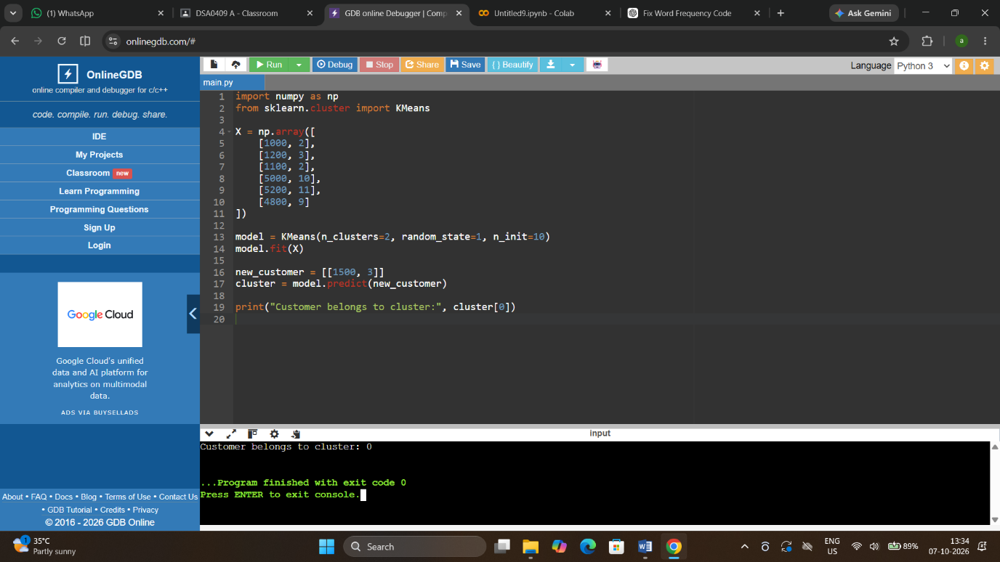 (1) WhatsApp
DSA0409 A - Classroom
GDB online Debugger | Comp
Untitled9.ipynb - Colab
Fix Word Frequency Code
Ask Gemini
onlinegdb.com/#
a
OnlineGDB
online compiler and debugger for c/c++
code. compile. run. debug. share.
IDE
My Projects
Classroom new
Learn Programming
Programming Questions
Sign Up
Login
Google Cloud
Google Cloud's unified
data and AI platform for
analytics on multimodal
data.
ADS VIA BUYSELLADS
About • FAQ • Docs • Blog • Terms of Use • Contact Us
• GDB Tutorial • Credits • Privacy
© 2016 - 2026 GDB Online
Run
Debug
Stop
Share
Save
{ } Beautify
Language Python 3
main.py
1 import numpy as np
2 from sklearn.cluster import KMeans
3
4 X = np.array([
5 [1000, 2],
6 [1200, 3],
7 [1100, 2],
8 [5000, 10],
9 [5200, 11],
10 [4800, 9]
11 ])
12
13 model = KMeans(n_clusters=2, random_state=1, n_init=10)
14 model.fit(X)
15
16 new_customer = [[1500, 3]]
17 cluster = model.predict(new_customer)
18
19 print("Customer belongs to cluster:", cluster[0])
20
input
Customer belongs to cluster: 0
...Program finished with exit code 0
Press ENTER to exit console.
1
35°C
Partly sunny
Search
ENG
US
89%
13:34
07-10-2026